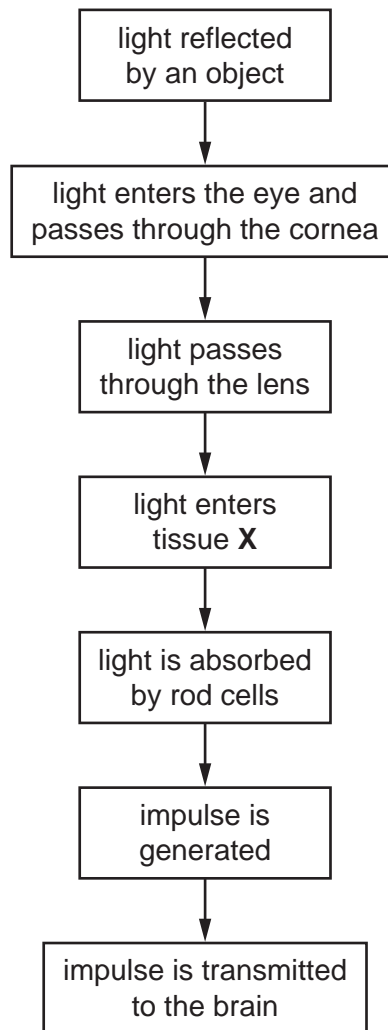 light reflected
by an object
light enters the eye and
passes through the cornea
light passes
through the lens
light enters
tissue X
light is absorbed
by rod cells
impulse is
generated
impulse is transmitted
to the brain